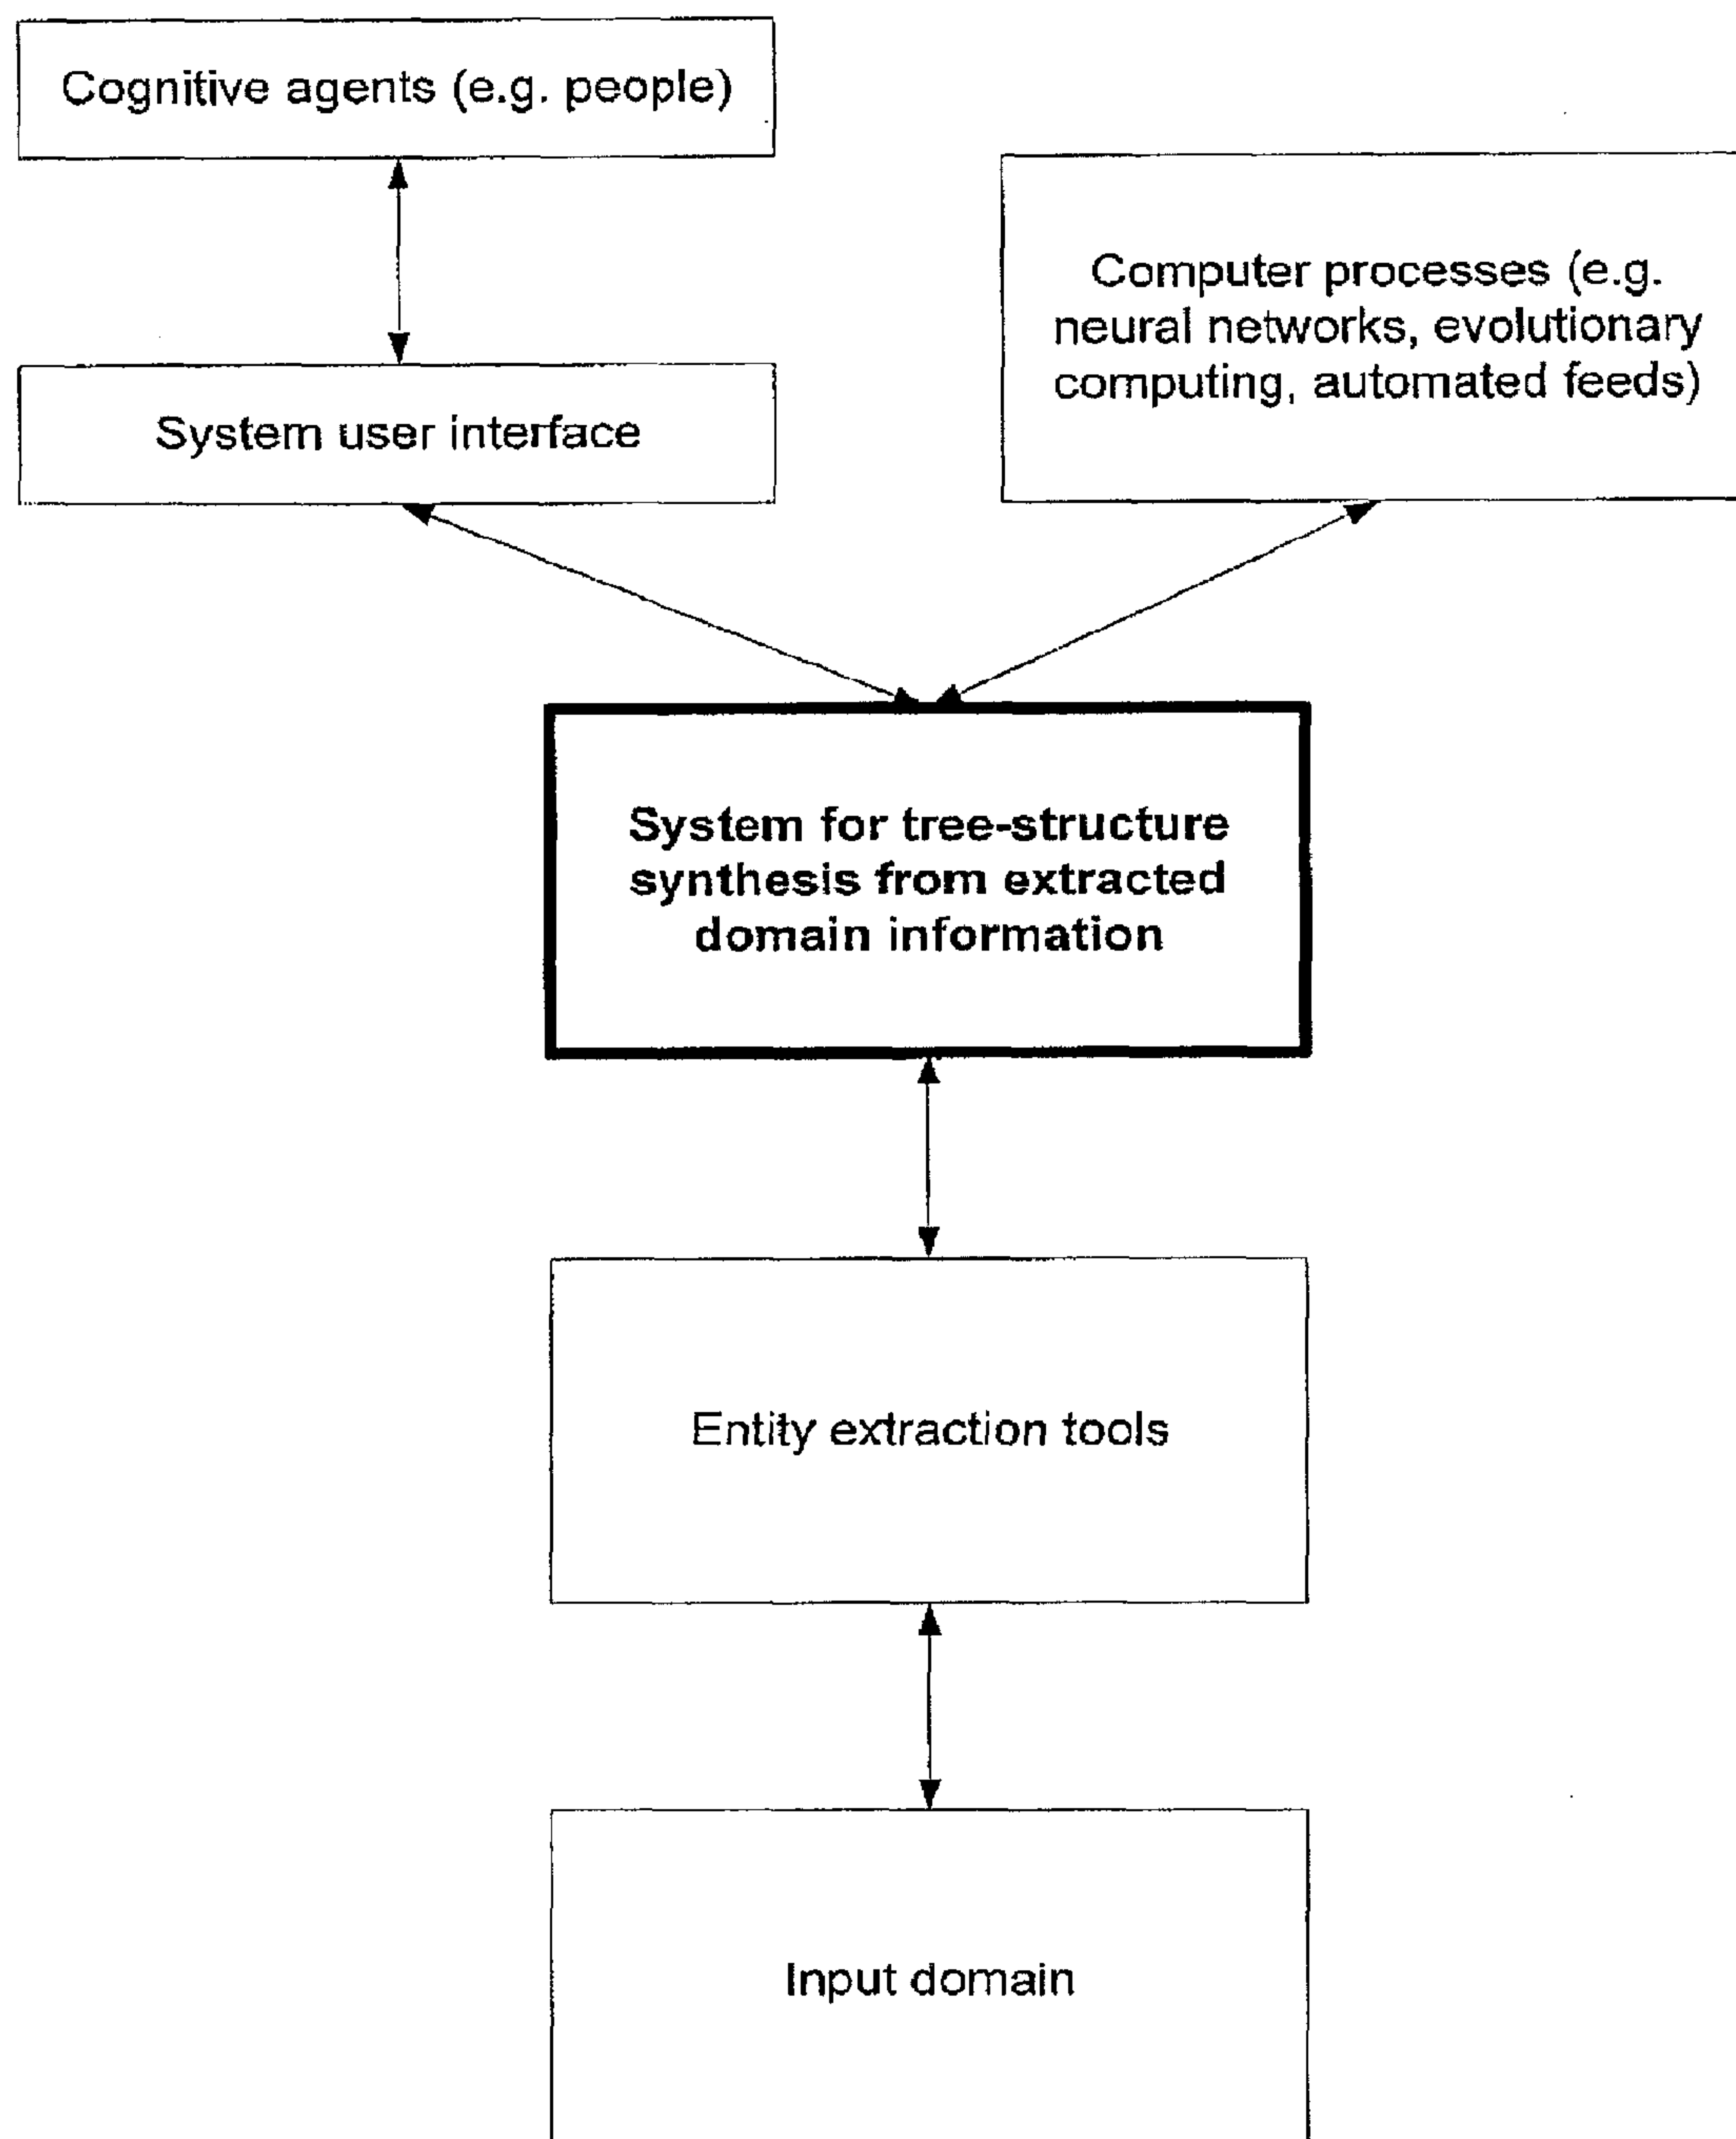 Cognitive agents (e.g. people)
Computer processes (e.g.
neural networks, evolutionary
computing, automated feeds)
System user interface
System for tree-structure
synthesis from extracted
domain information
Entity extraction tools
Input domain